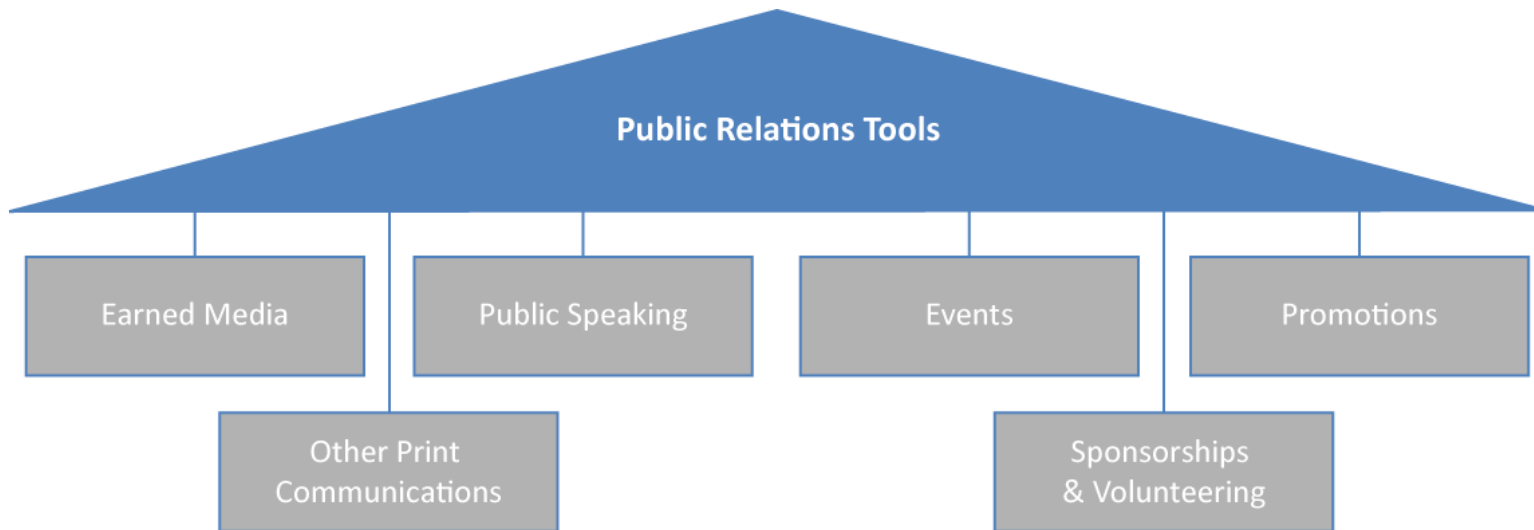 Public Relations Tools
Earned Media
Public Speaking
Events
Promotions
Other Print
Communications
Sponsorships
& Volunteering